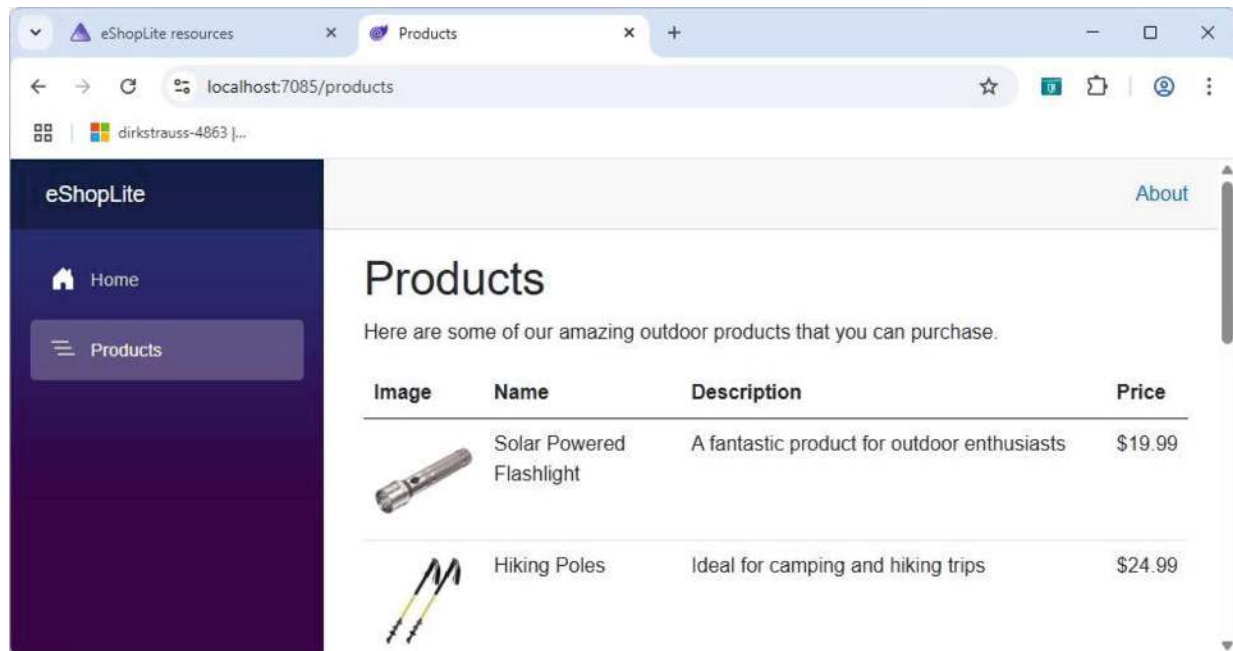 eShopLite resources
Products
localhost:7085/products
dirkstrauss-4863 |...
eShopLite
About
Home
Products
Products
Here are some of our amazing outdoor products that you can purchase.
Image Name Description Price
Solar Powered A fantastic product for outdoor enthusiasts $19.99
Flashlight
Hiking Poles Ideal for camping and hiking trips $24.99